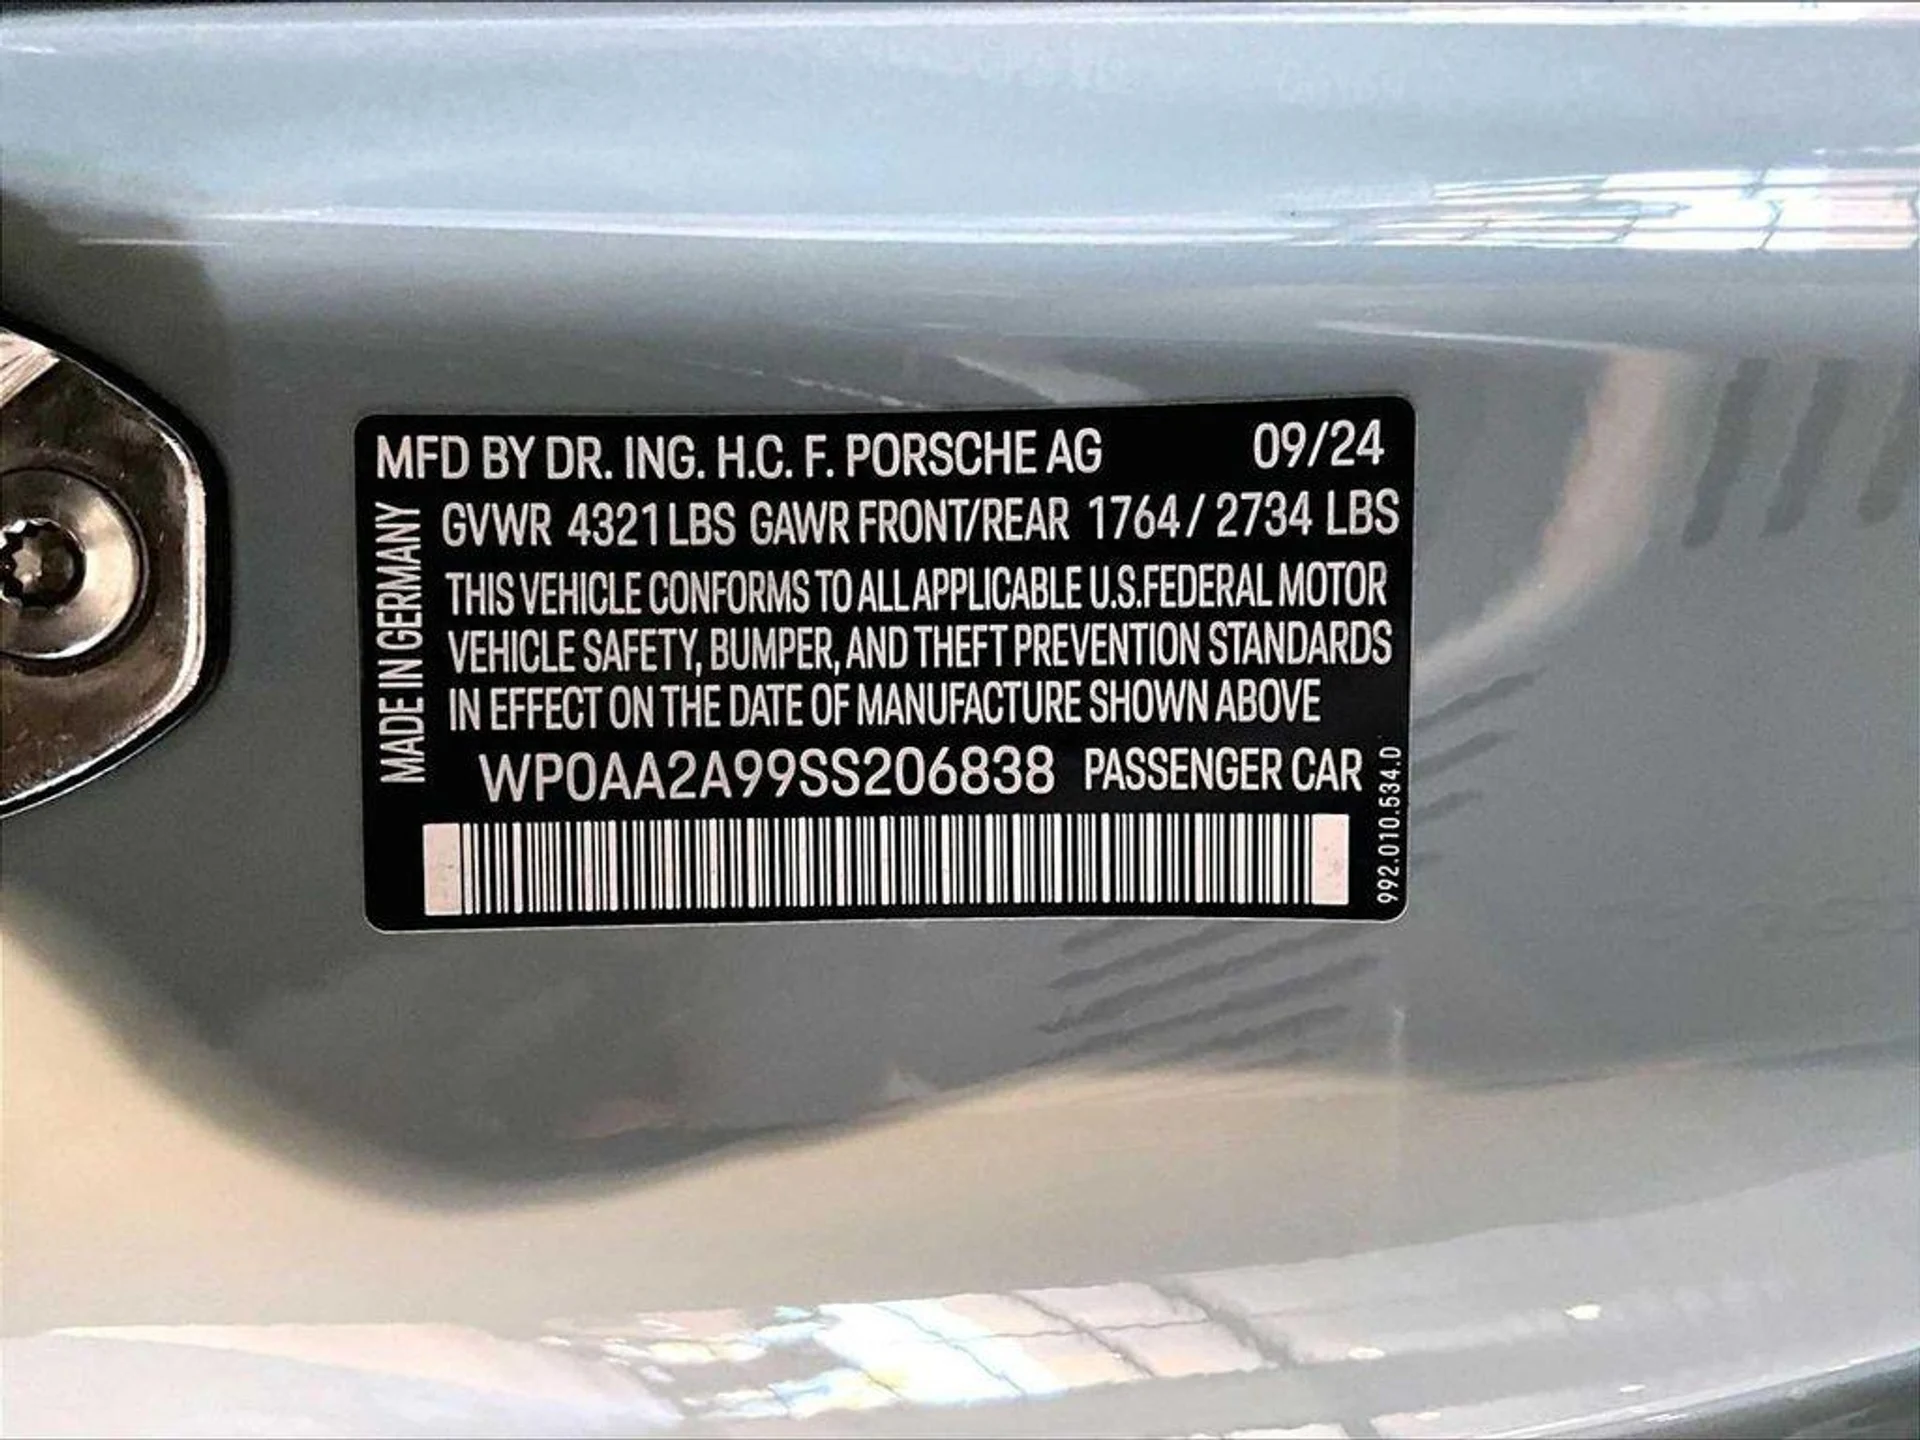 MFD BY DR. ING. H.C. F. PORSCHE AG 09/24
GVWR 4321 LBS GAWR FRONT/REAR 1764 / 2734 LBS
THIS VEHICLE CONFORMS TO ALL APPLICABLE U.S.FEDERAL MOTOR
VEHICLE SAFETY, BUMPER, AND THEFT PREVENTION STANDARDS
IN EFFECT ON THE DATE OF MANUFACTURE SHOWN ABOVE
WP0AA2A99SS206838 PASSENGER CAR
MADE IN GERMANY
992.010.534.0